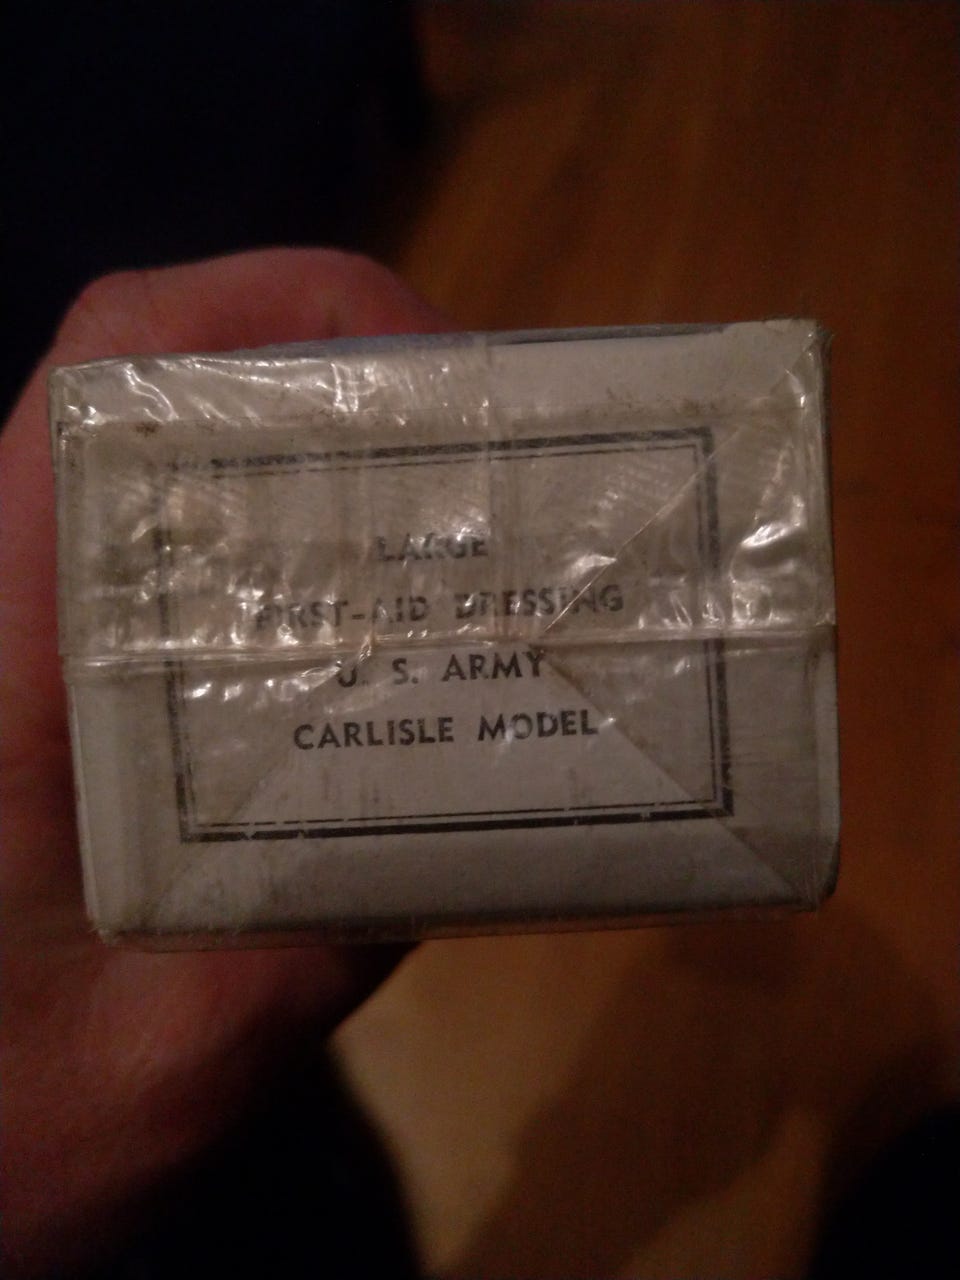 LARGE
FIRST-AID DRESSING
U. S. ARMY
CARLISLE MODEL